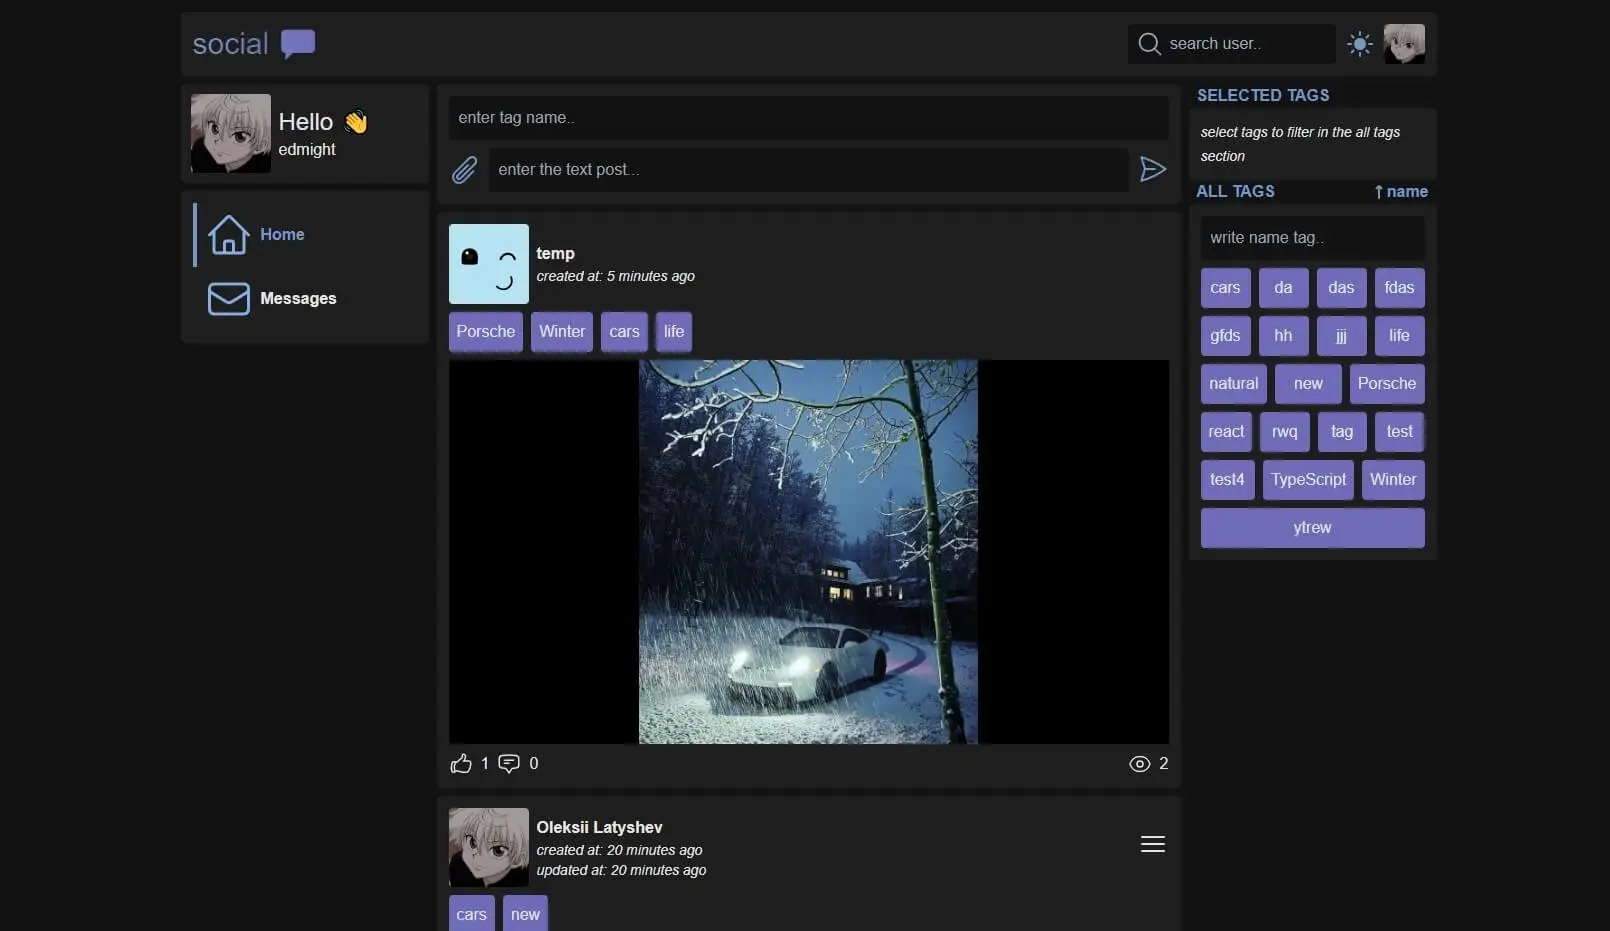 social
search user..
Hello 👋
edmight
Home
Messages
enter tag name..
enter the text post...
temp
created at: 5 minutes ago
Porsche Winter cars life
1 0 2
Oleksii Latyshev
created at: 20 minutes ago
updated at: 20 minutes ago
cars new
SELECTED TAGS
select tags to filter in the all tags
section
ALL TAGS ↑ name
write name tag..
cars da das fdas
gfds hh jjj life
natural new Porsche
react rwq tag test
test4 TypeScript Winter
ytrew